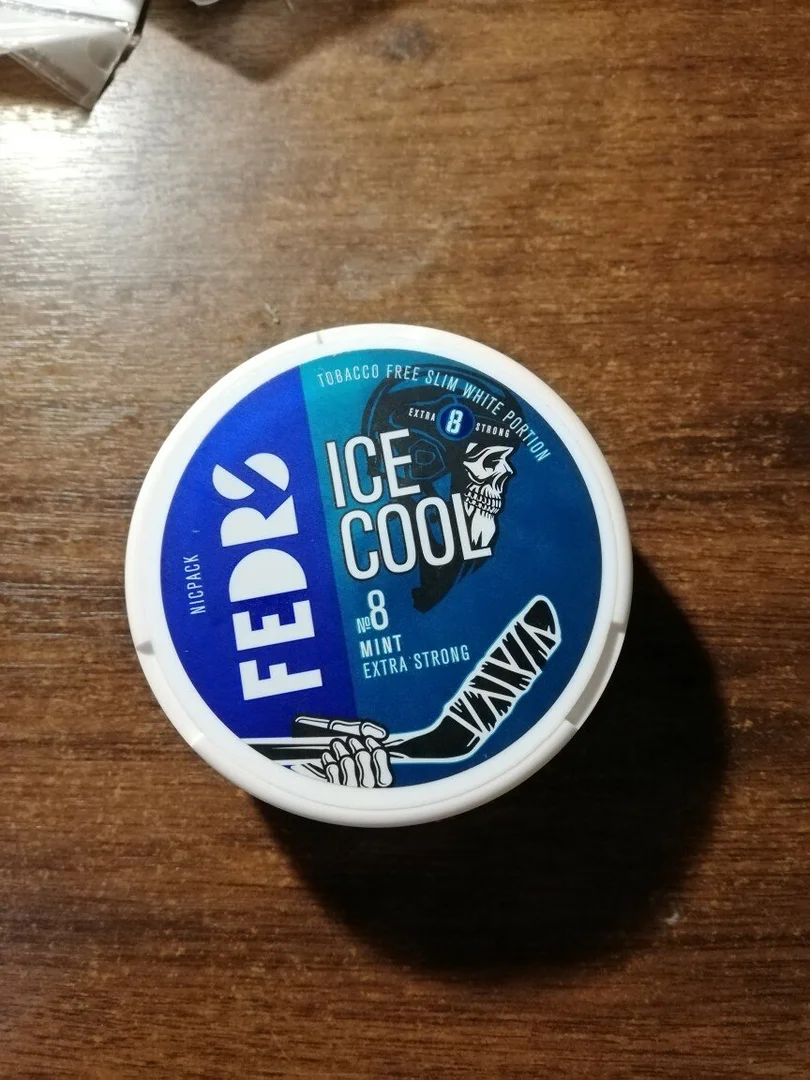 TOBACCO FREE SLIM WHITE PORTION
EXTRA 8 STRONG
ICE
COOL
№8
MINT
EXTRA STRONG
FEDRS
NICPACK